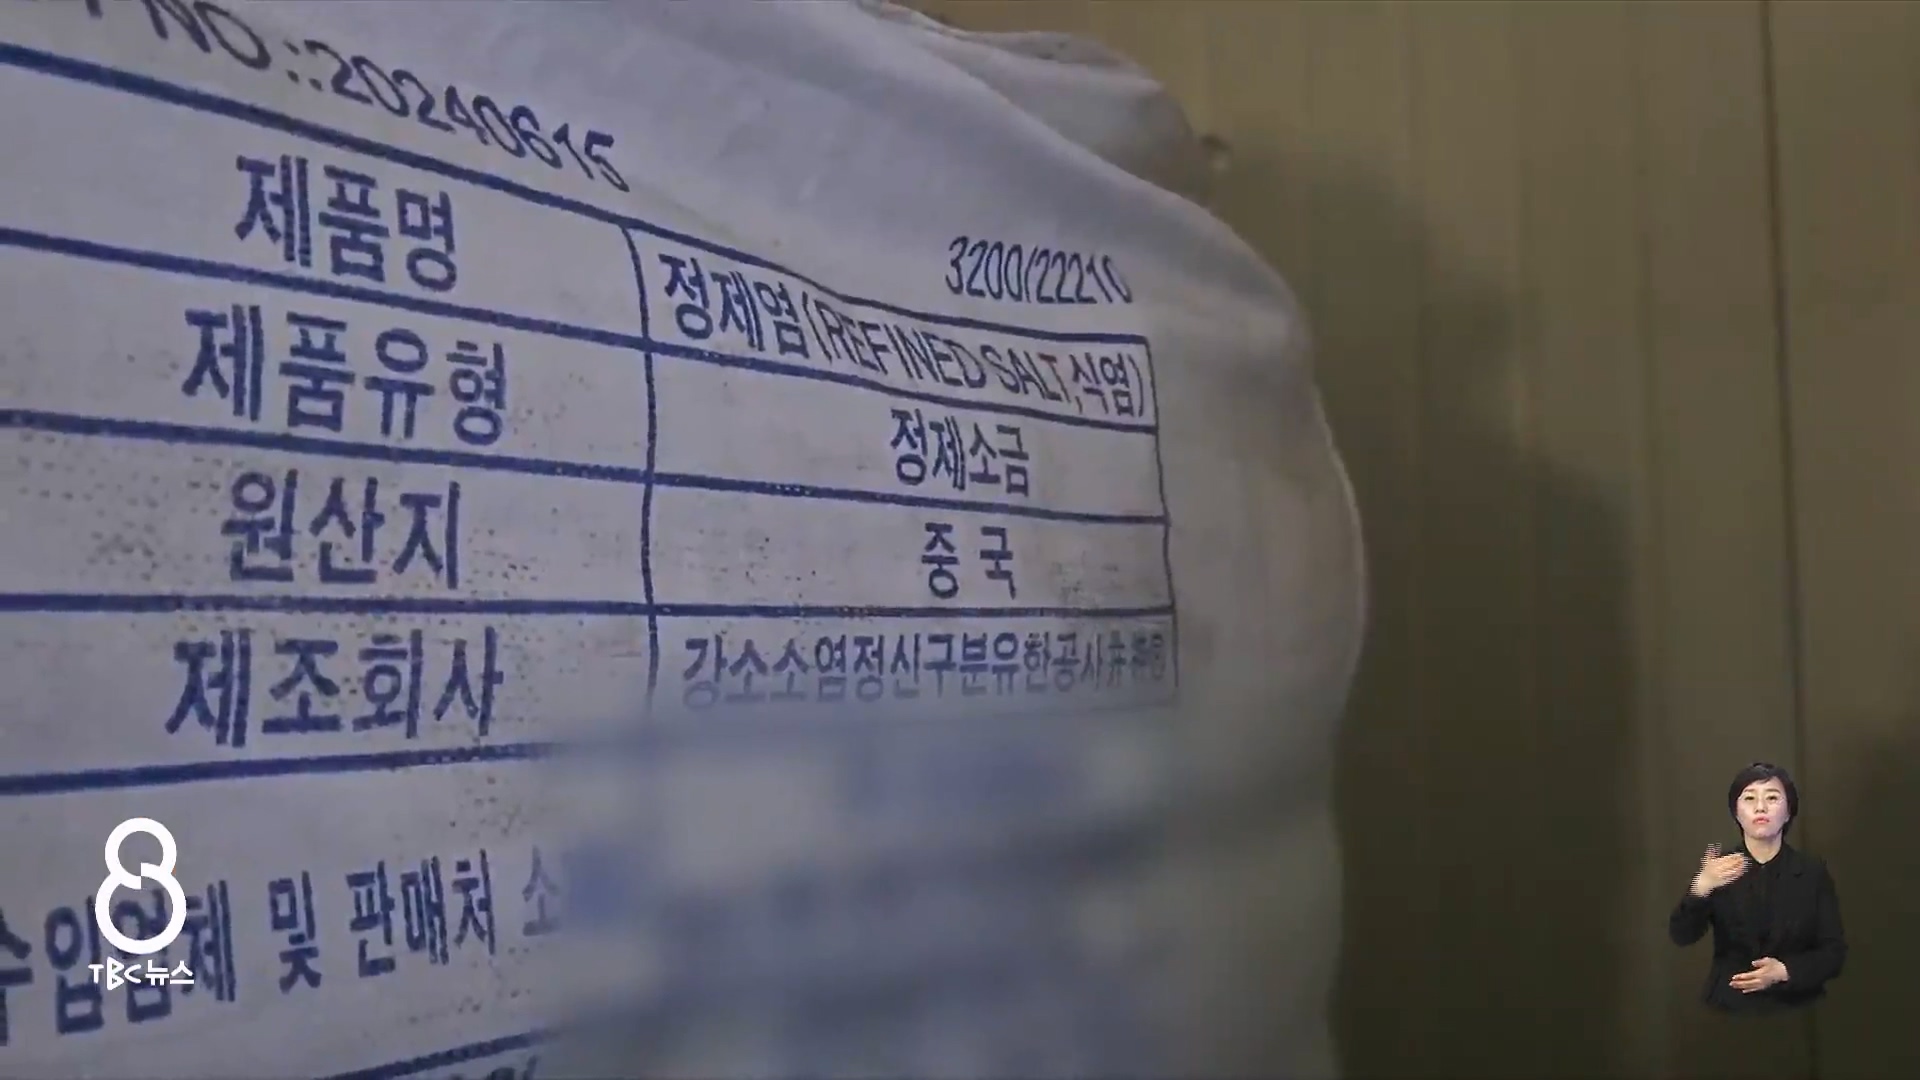 NO.:20240615
3200/22210
제품명 정제염(REFINED SALT,식염)
제품유형 정제소금
원산지 중국
제조회사 강소소염정신구분유한공사
수입업체 및 판매처 소
8
TBC뉴스